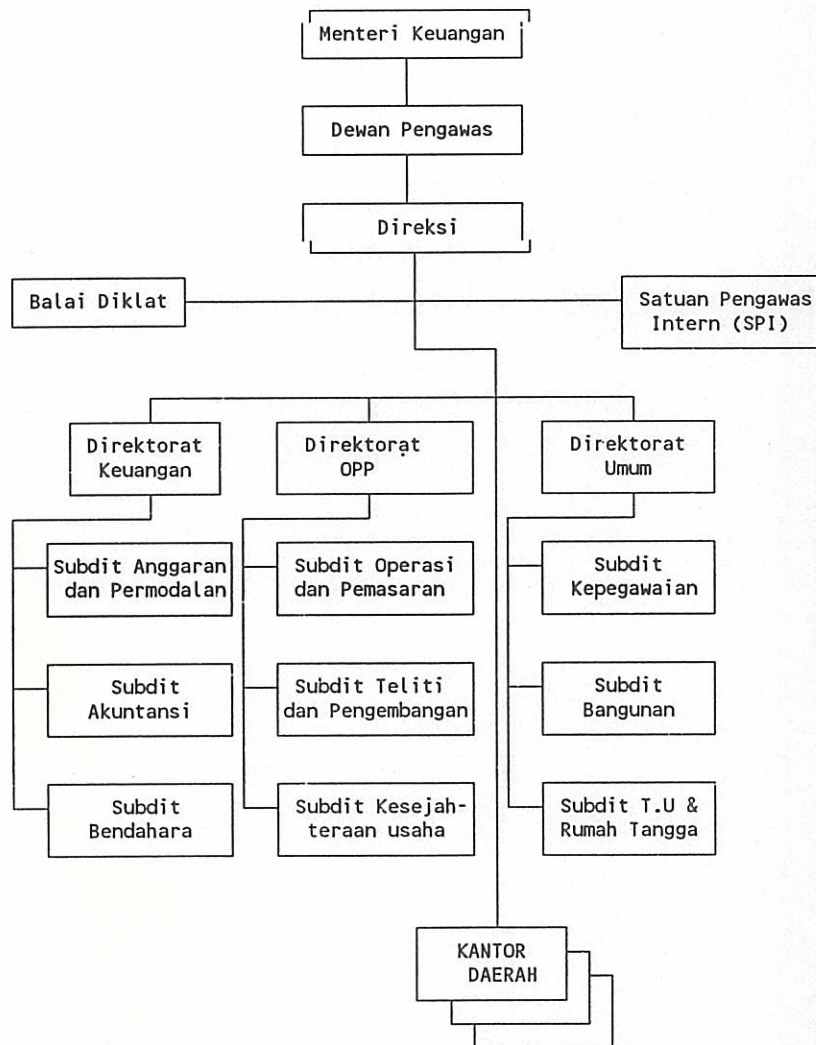 Menteri Keuangan
Dewan Pengawas
Direksi
Balai Diklat
Satuan Pengawas
Intern (SPI)
Direktorat
Keuangan
Direktorat
OPP
Direktorat
Umum
Subdit Anggaran
dan Permodalan
Subdit Operasi
dan Pemasaran
Subdit
Kepegawaian
Subdit
Akuntansi
Subdit Teliti
dan Pengembangan
Subdit
Bangunan
Subdit
Bendahara
Subdit Kesejah-
teraan usaha
Subdit T.U &
Rumah Tangga
KANTOR
DAERAH